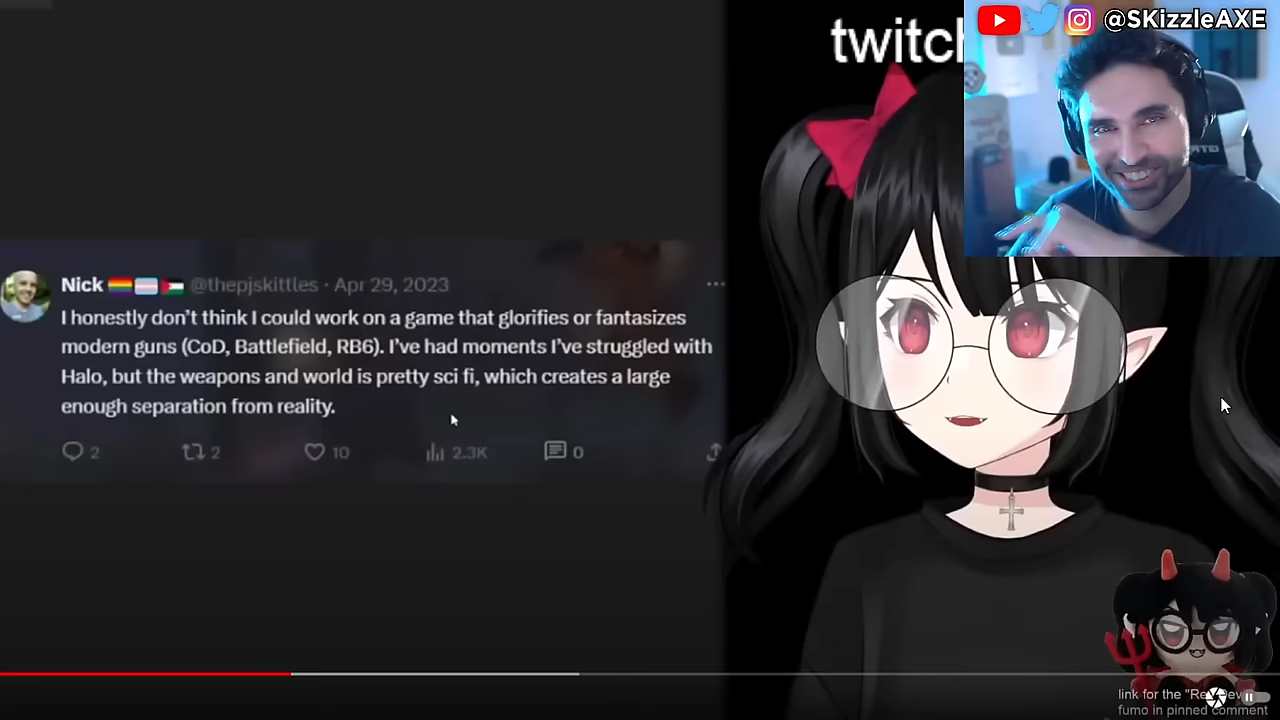 twitch
@SKizzleAXE
Nick @thepjskittles · Apr 29, 2023
I honestly don't think I could work on a game that glorifies or fantasizes
modern guns (CoD, Battlefield, RB6). I've had moments I've struggled with
Halo, but the weapons and world is pretty sci fi, which creates a large
enough separation from reality.
2 2 10 2.3K 0
link for the "Re
fumo in pinned comment